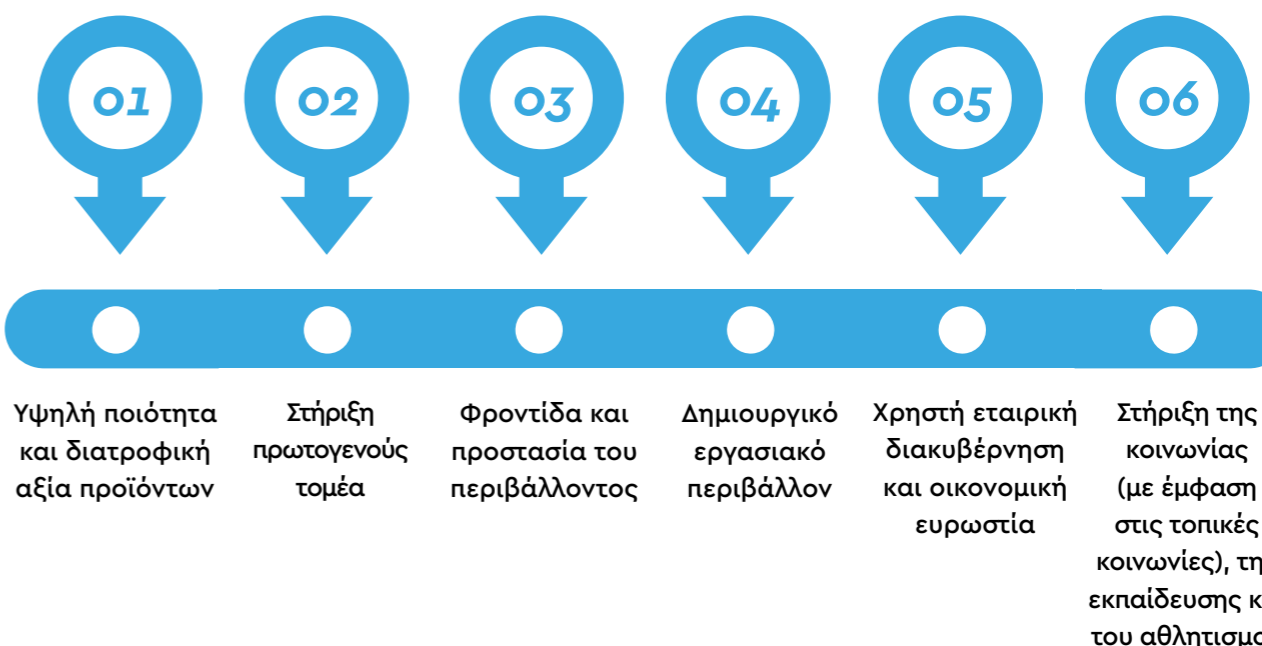 01
02
03
04
05
06
Υψηλή ποιότητα
και διατροφική
αξία προϊόντων
Στήριξη
πρωτογενούς
τομέα
Φροντίδα και
προστασία του
περιβάλλοντος
Δημιουργικό
εργασιακό
περιβάλλον
Χρηστή εταιρική
διακυβέρνηση
και οικονομική
ευρωστία
Στήριξη της
κοινωνίας
(με έμφαση
στις τοπικές
κοινωνίες),
εκπαίδευσης
του